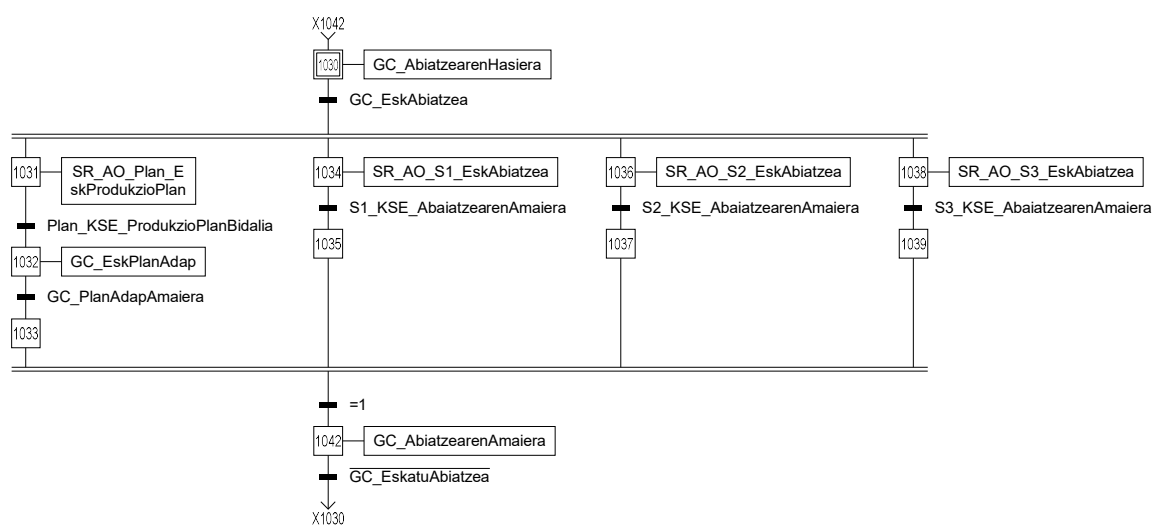 X1042
1030 GC_AbiatzearenHasiera
GC_EskAbiatzea
1031 SR_AO_Plan_E
skProdukzioPlan
1034 SR_AO_S1_EskAbiatzea
1036 SR_AO_S2_EskAbiatzea
1038 SR_AO_S3_EskAbiatzea
Plan_KSE_ProdukzioPlanBidalia
S1_KSE_AbaiatzearenAmaiera
S2_KSE_AbaiatzearenAmaiera
S3_KSE_AbaiatzearenAmaiera
1032 GC_EskPlanAdap
1035
1037
1039
GC_PlanAdapAmaiera
1033
=1
1042 GC_AbiatzearenAmaiera
GC_EskatuAbiatzea
X1030